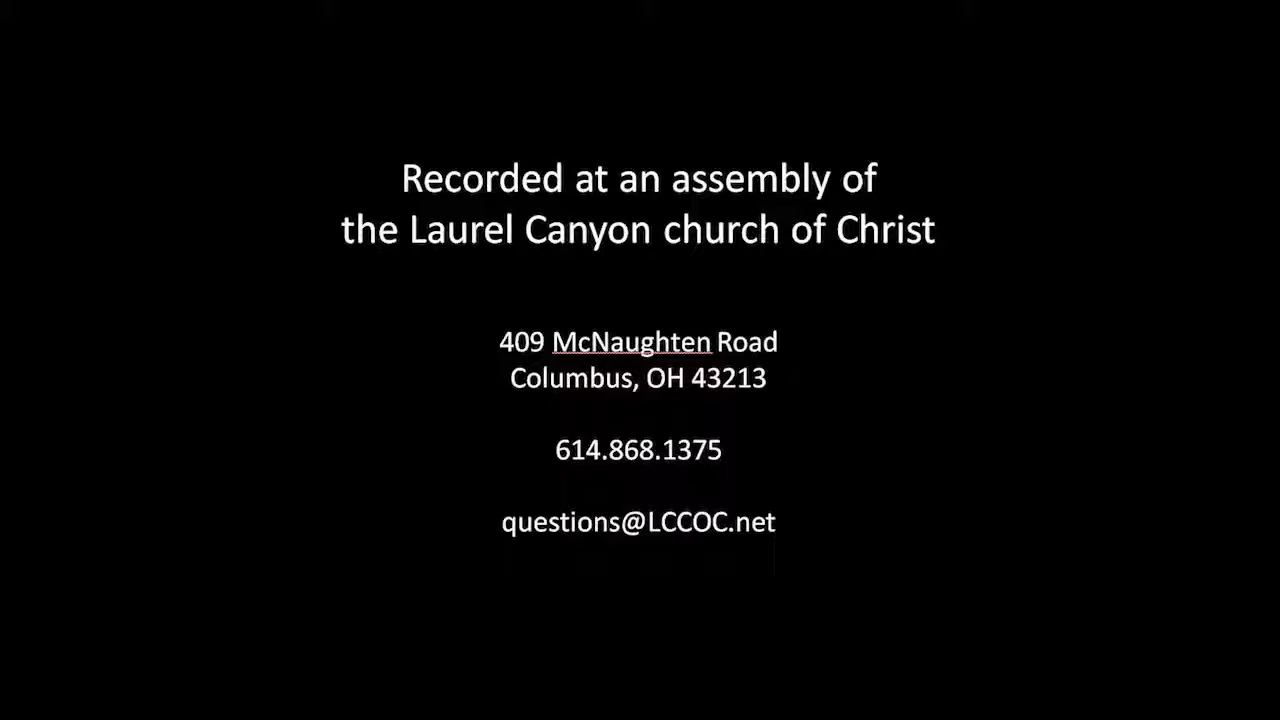 Recorded at an assembly of
the Laurel Canyon church of Christ
409 McNaughten Road
Columbus, OH 43213
614.868.1375
questions@LCCOC.net